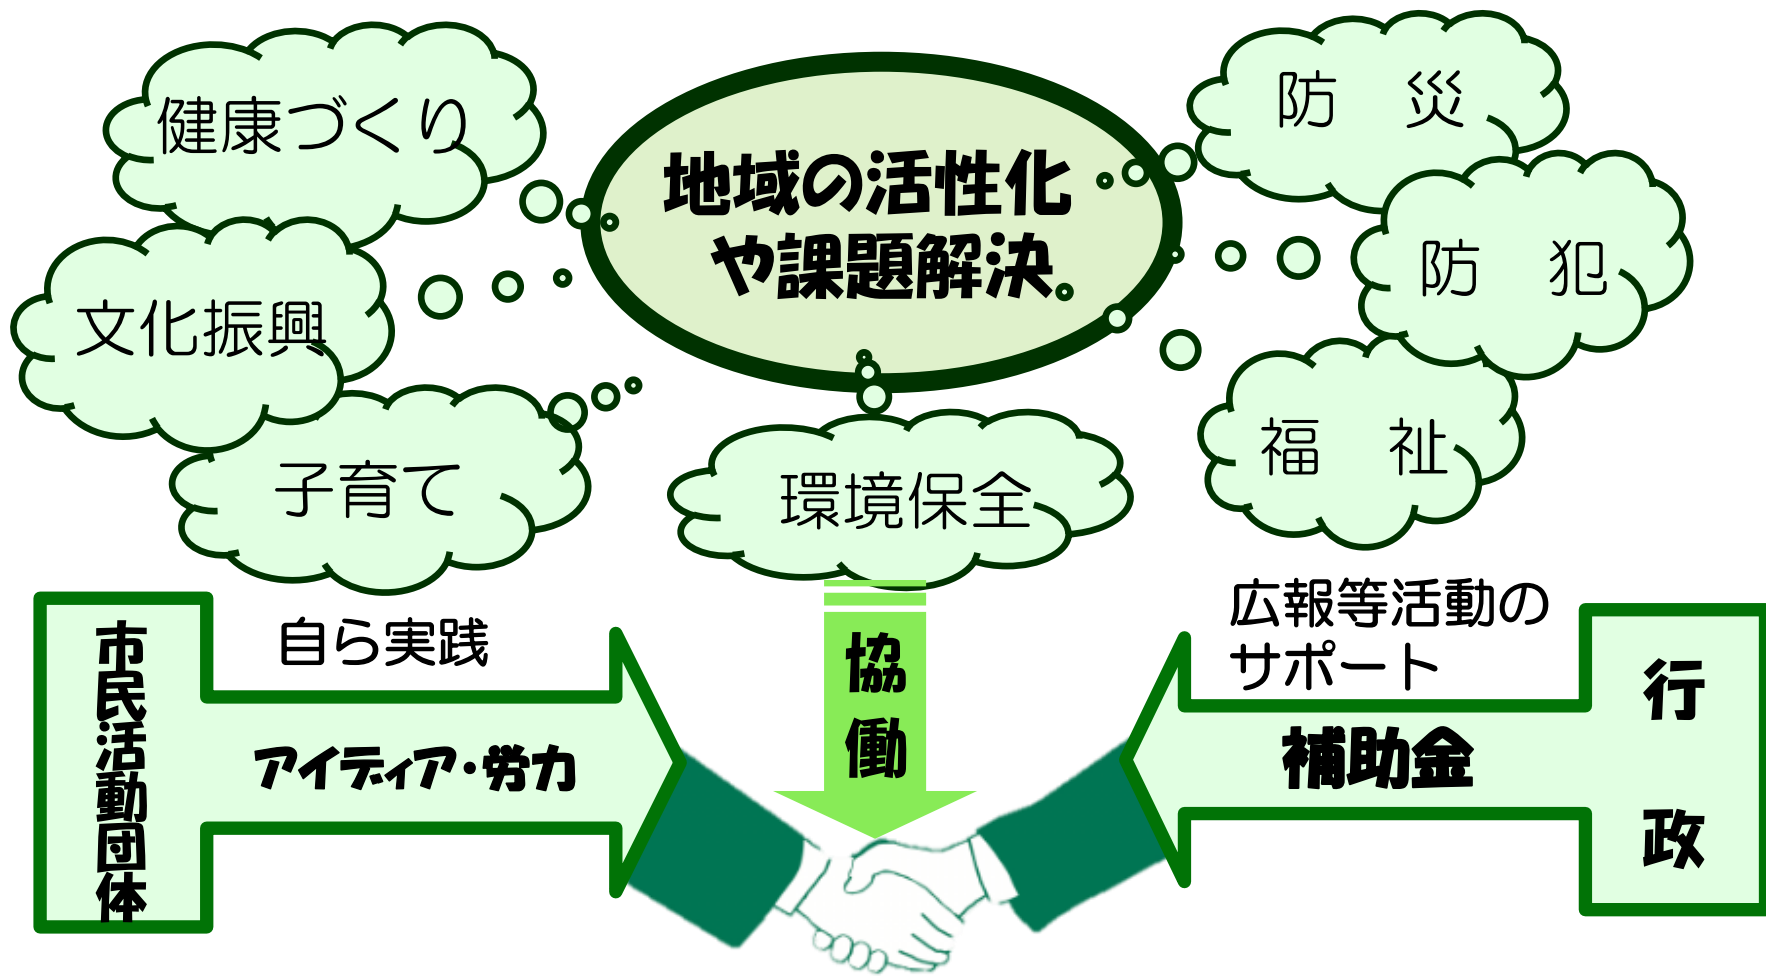 健康づくり
地域の活性化
や課題解決
防　災
防　犯
文化振興
福　祉
子育て
環境保全
自ら実践
広報等活動の
サポート
協
働
市民活動団体
アイディア・労力
補助金
行
政